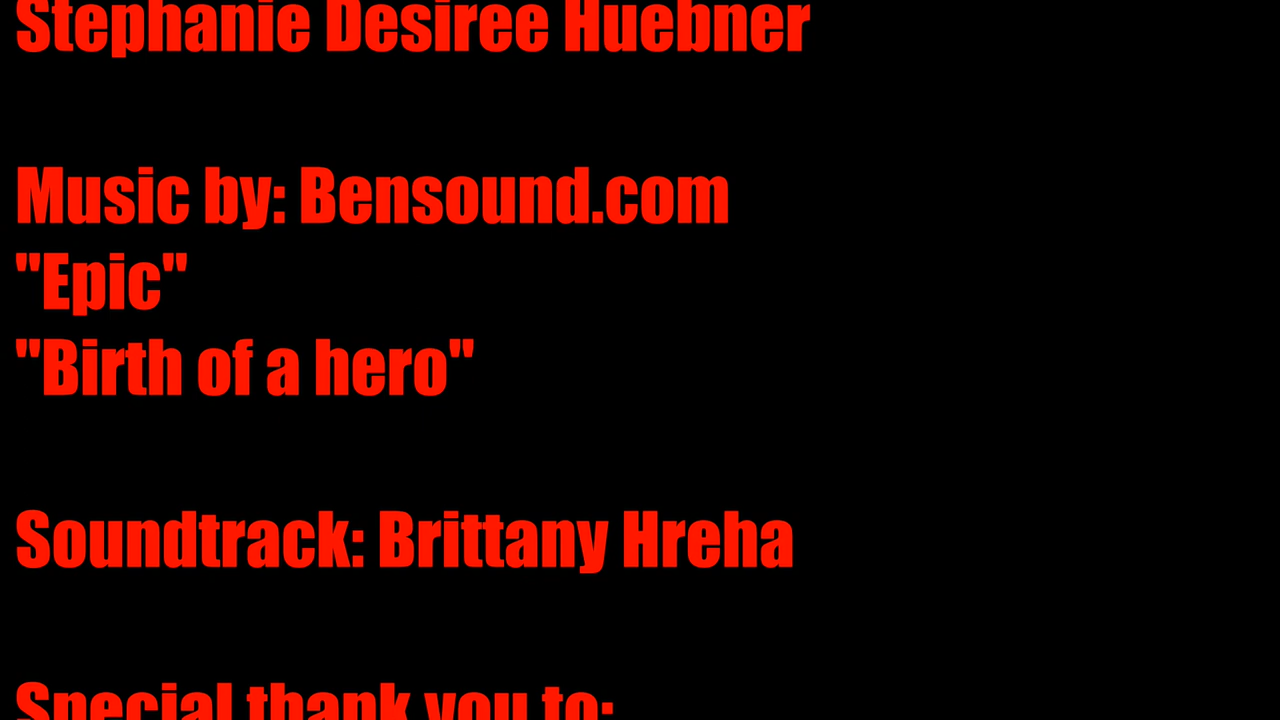 Stephanie Desiree Huebner
Music by: Bensound.com
"Epic"
"Birth of a hero"
Soundtrack: Brittany Hreha
Special thank you to: